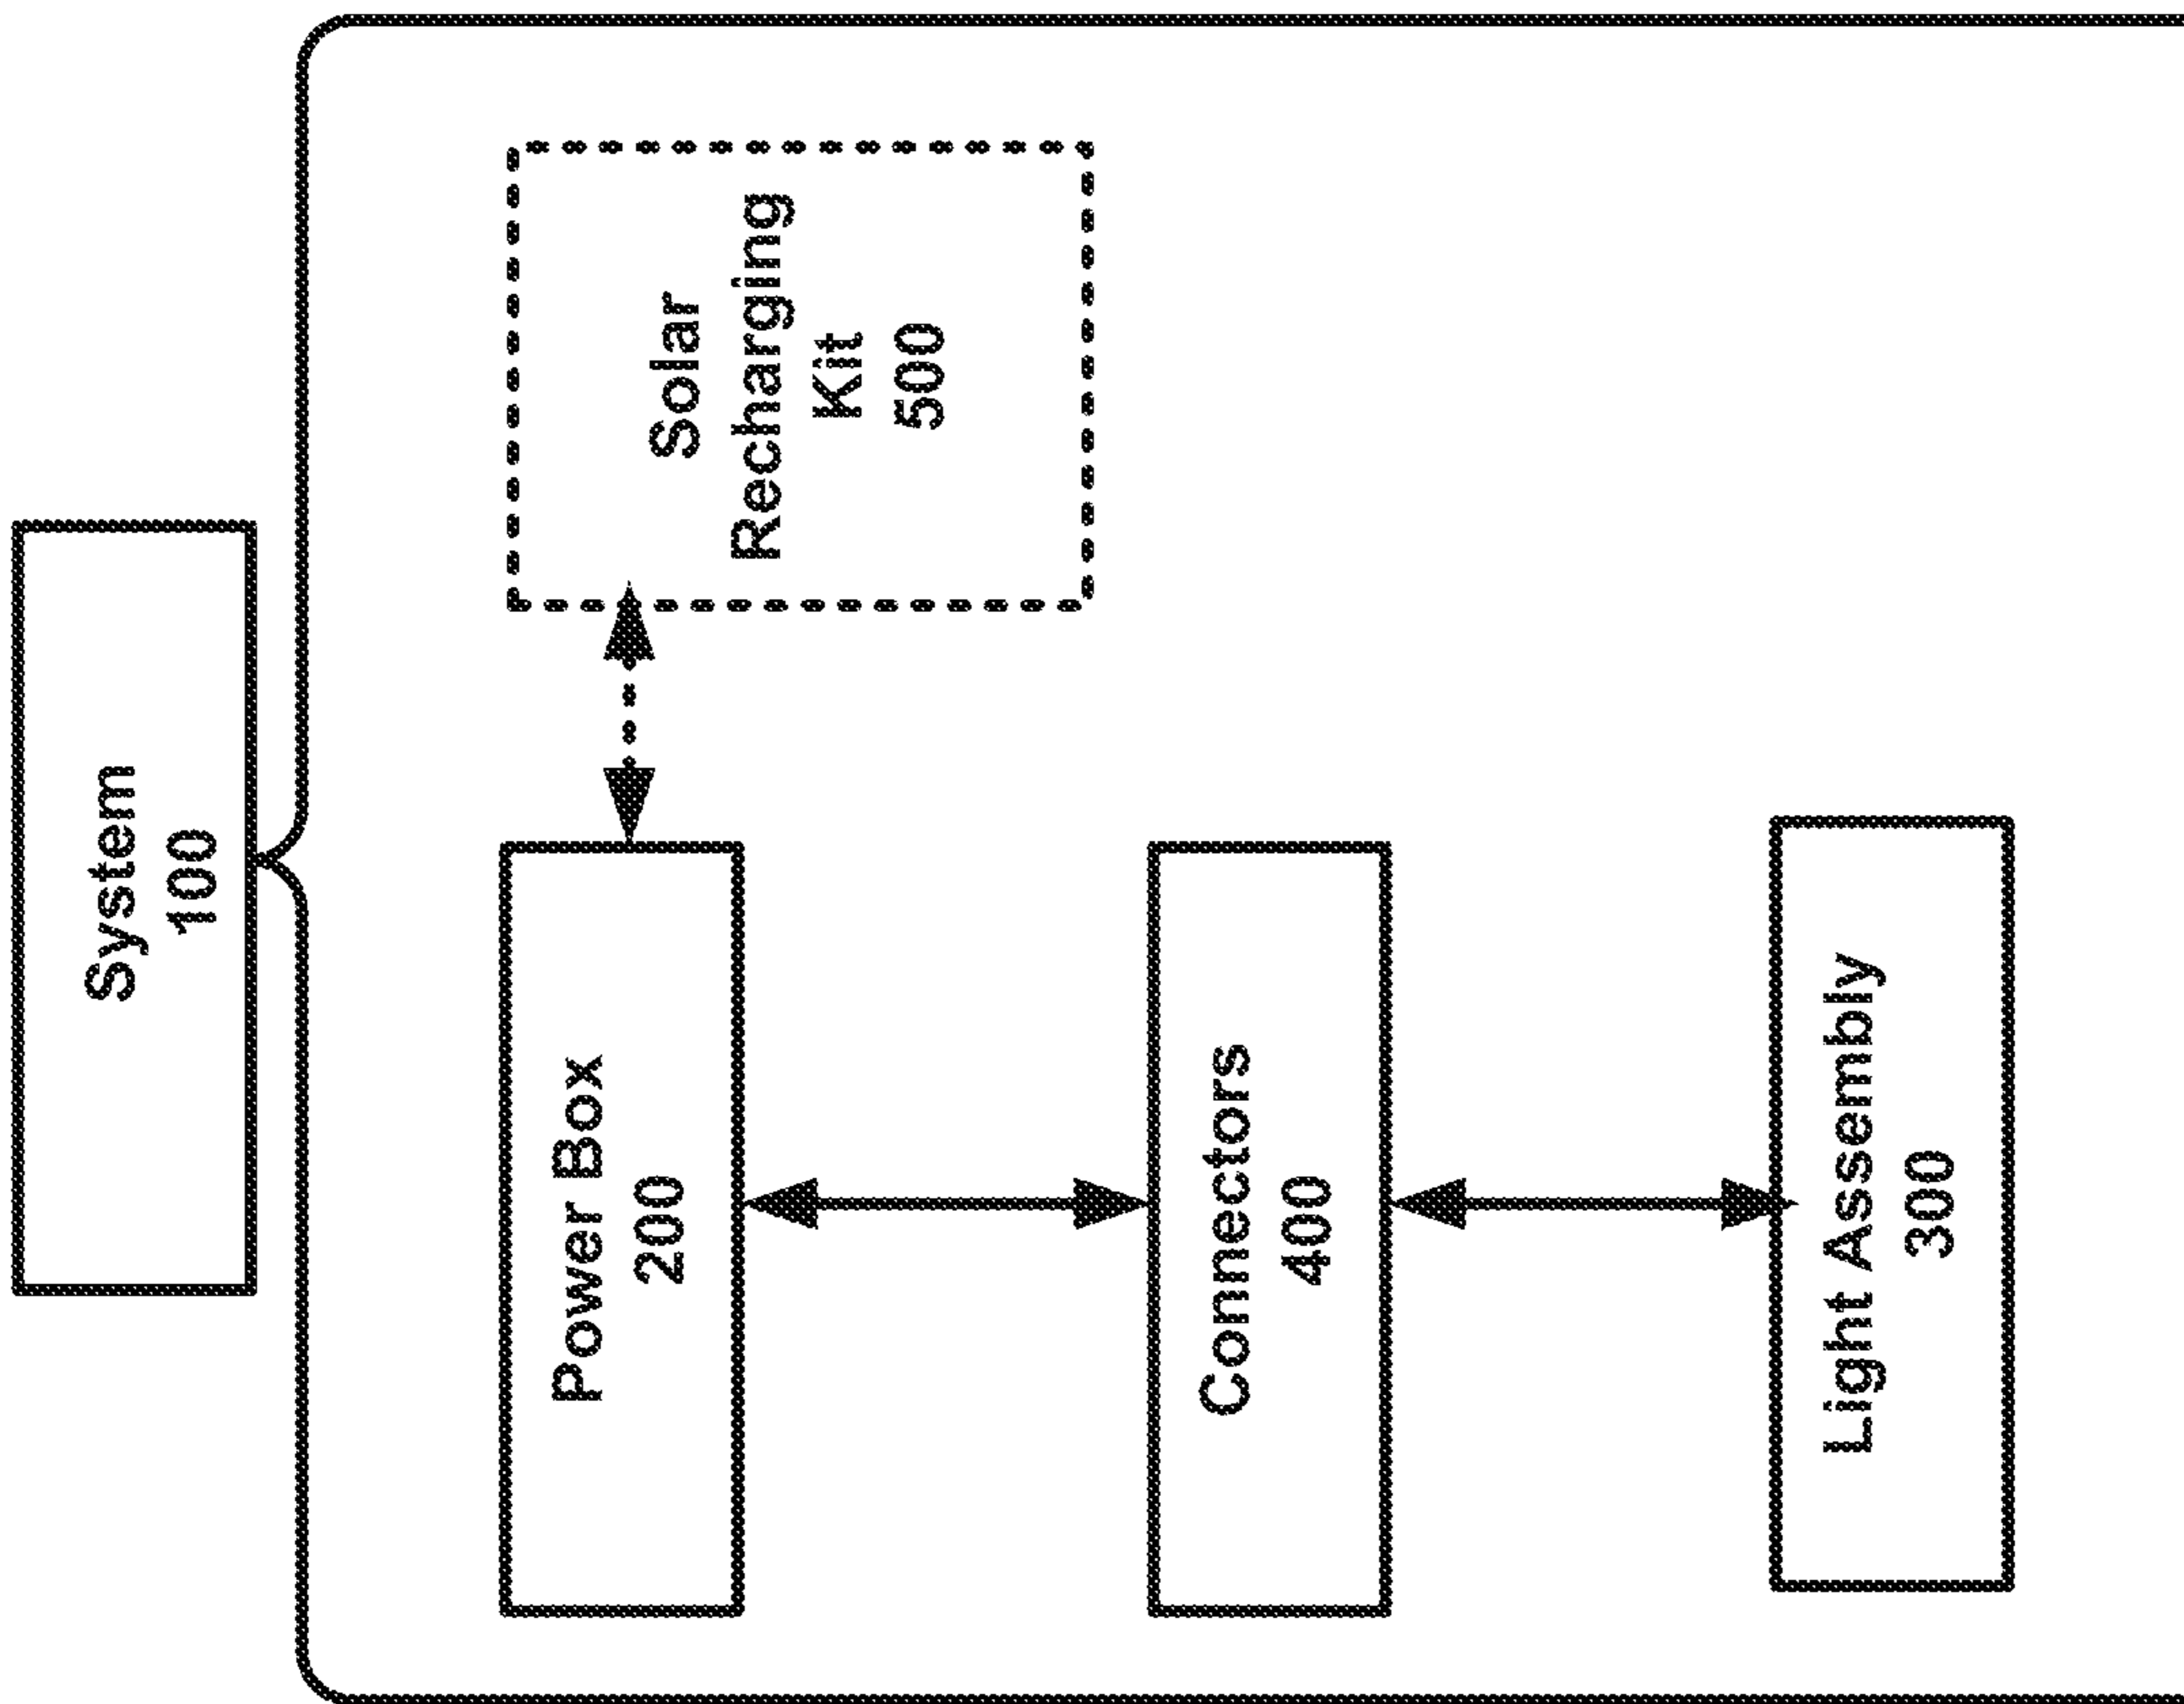 System
100
Power Box
200
Solar
Recharging
Kit
500
Connectors
400
Light Assembly
300